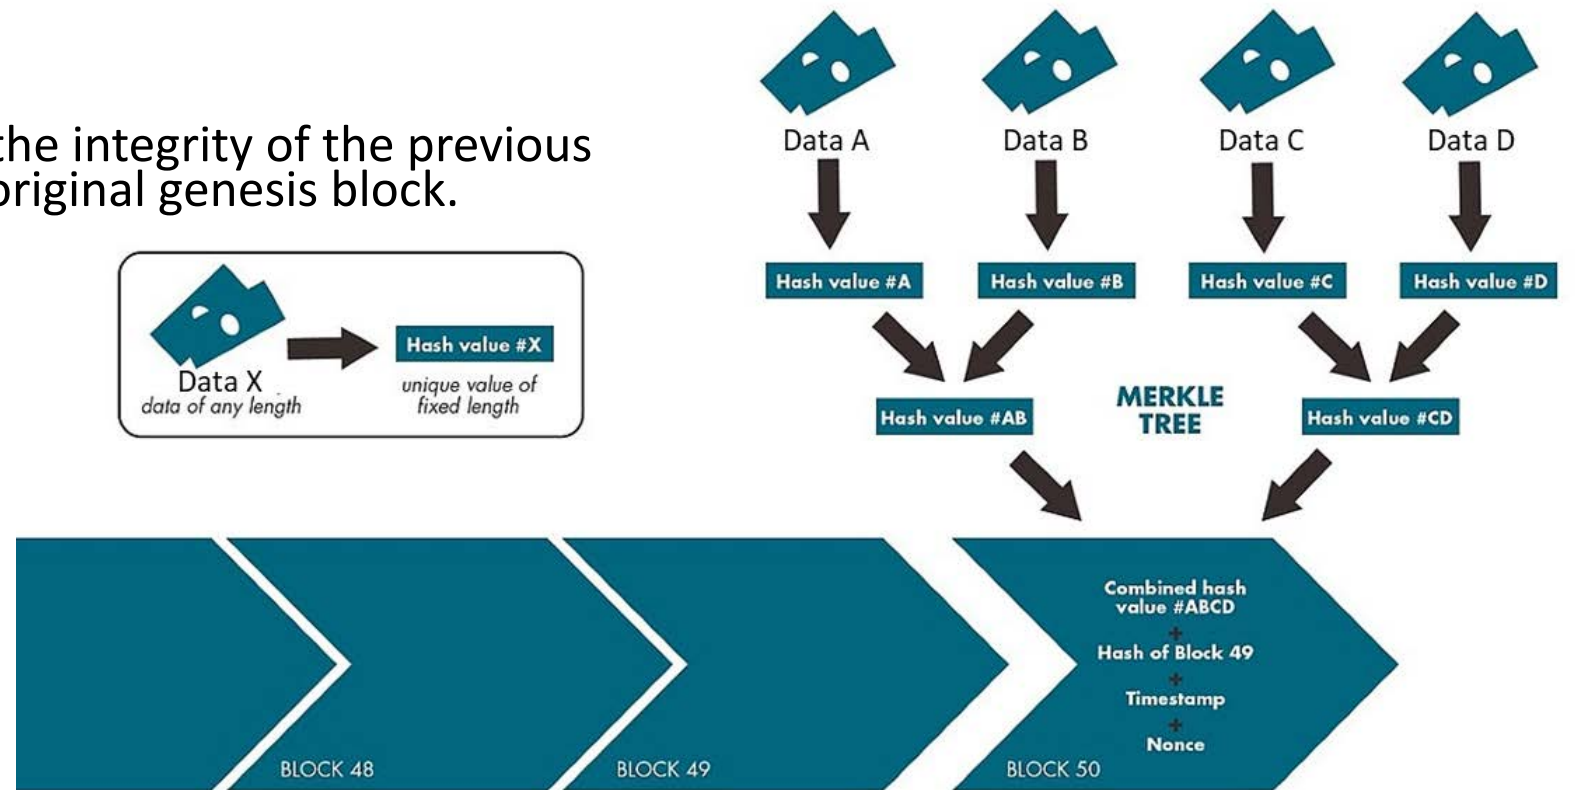 the integrity of the previous
original genesis block.
Data A
Data B
Data C
Data D
Hash value #A
Hash value #B
Hash value #C
Hash value #D
Data X
data of any length
Hash value #X
unique value of
fixed length
Hash value #AB
MERKLE
TREE
Hash value #CD
Combined hash
value #ABCD
+
Hash of Block 49
+
Timestamp
+
Nonce
BLOCK 48
BLOCK 49
BLOCK 50